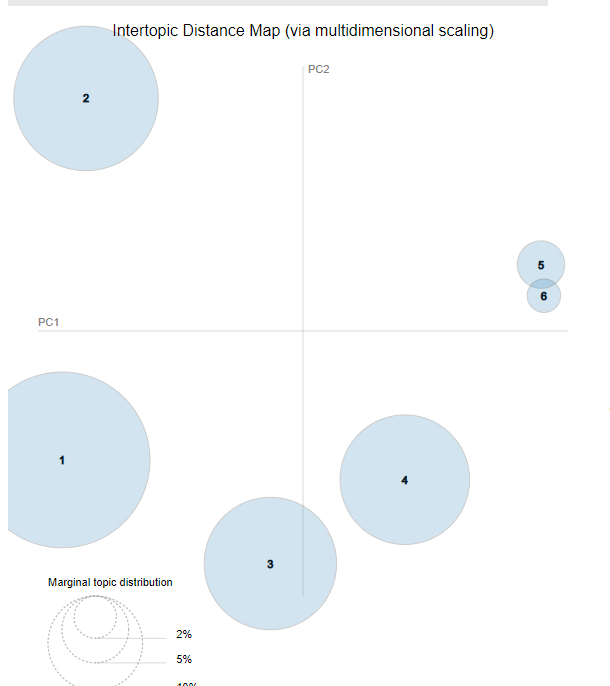 Intertopic Distance Map (via multidimensional scaling)
PC2
2
5
6
PC1
1
4
3
Marginal topic distribution
2%
5%